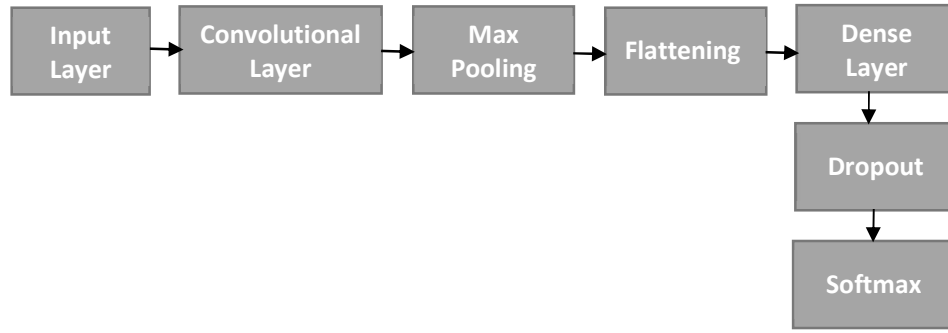 Input
Layer
Convolutional
Layer
Max
Pooling
Flattening
Dense
Layer
Dropout
Softmax